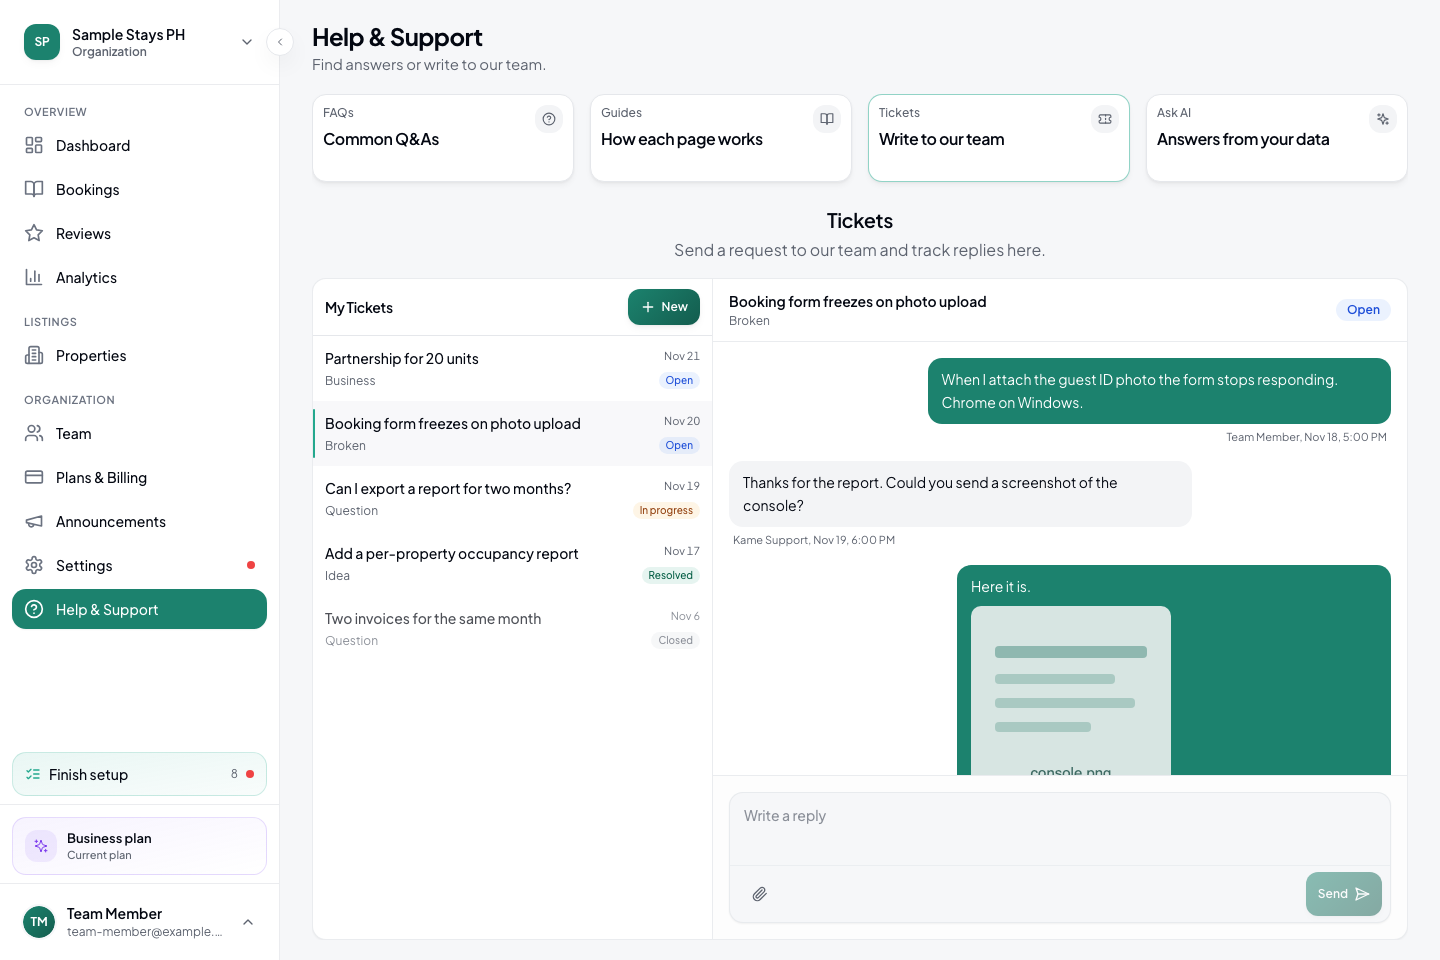 SP
Sample Stays PH
Organization
OVERVIEW
Dashboard
Bookings
Reviews
Analytics
LISTINGS
Properties
ORGANIZATION
Team
Plans & Billing
Announcements
Settings
Help & Support
Finish setup
8
Business plan
Current plan
TM
Team Member
team-member@example....
Help & Support
Find answers or write to our team.
FAQs
Common Q&As
Guides
How each page works
Tickets
Write to our team
Ask AI
Answers from your data
Tickets
Send a request to our team and track replies here.
My Tickets
New
Partnership for 20 units
Nov 21
Business
Open
Booking form freezes on photo upload
Nov 20
Broken
Open
Can I export a report for two months?
Nov 19
Question
In progress
Add a per-property occupancy report
Nov 17
Idea
Resolved
Two invoices for the same month
Nov 6
Question
Closed
Booking form freezes on photo upload
Broken
Open
When I attach the guest ID photo the form stops responding.
Chrome on Windows.
Team Member, Nov 18, 5:00 PM
Thanks for the report. Could you send a screenshot of the
console?
Kame Support, Nov 19, 6:00 PM
Here it is.
console.png
Write a reply
Send